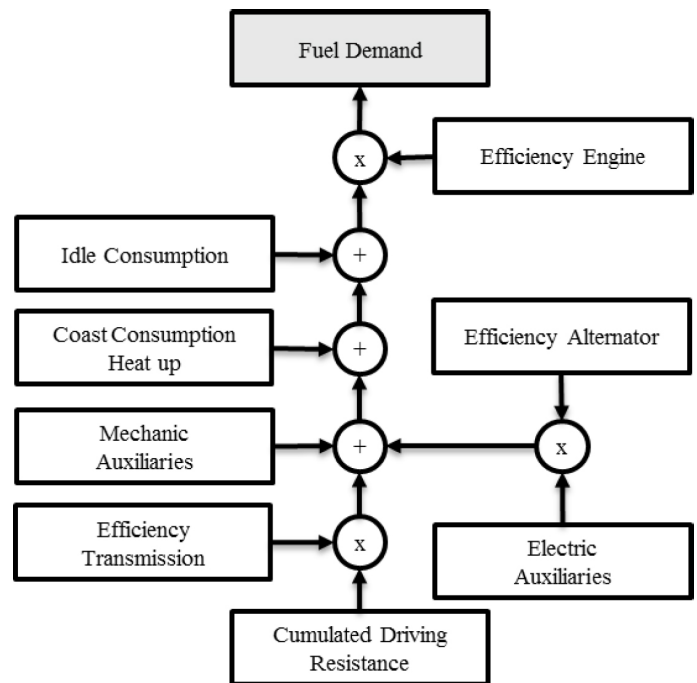 Fuel Demand
x
Efficiency Engine
Idle Consumption
+
Coast Consumption
Heat up
+
Efficiency Alternator
Mechanic
Auxiliaries
+
x
Efficiency
Transmission
x
Electric
Auxiliaries
Cumulated Driving
Resistance